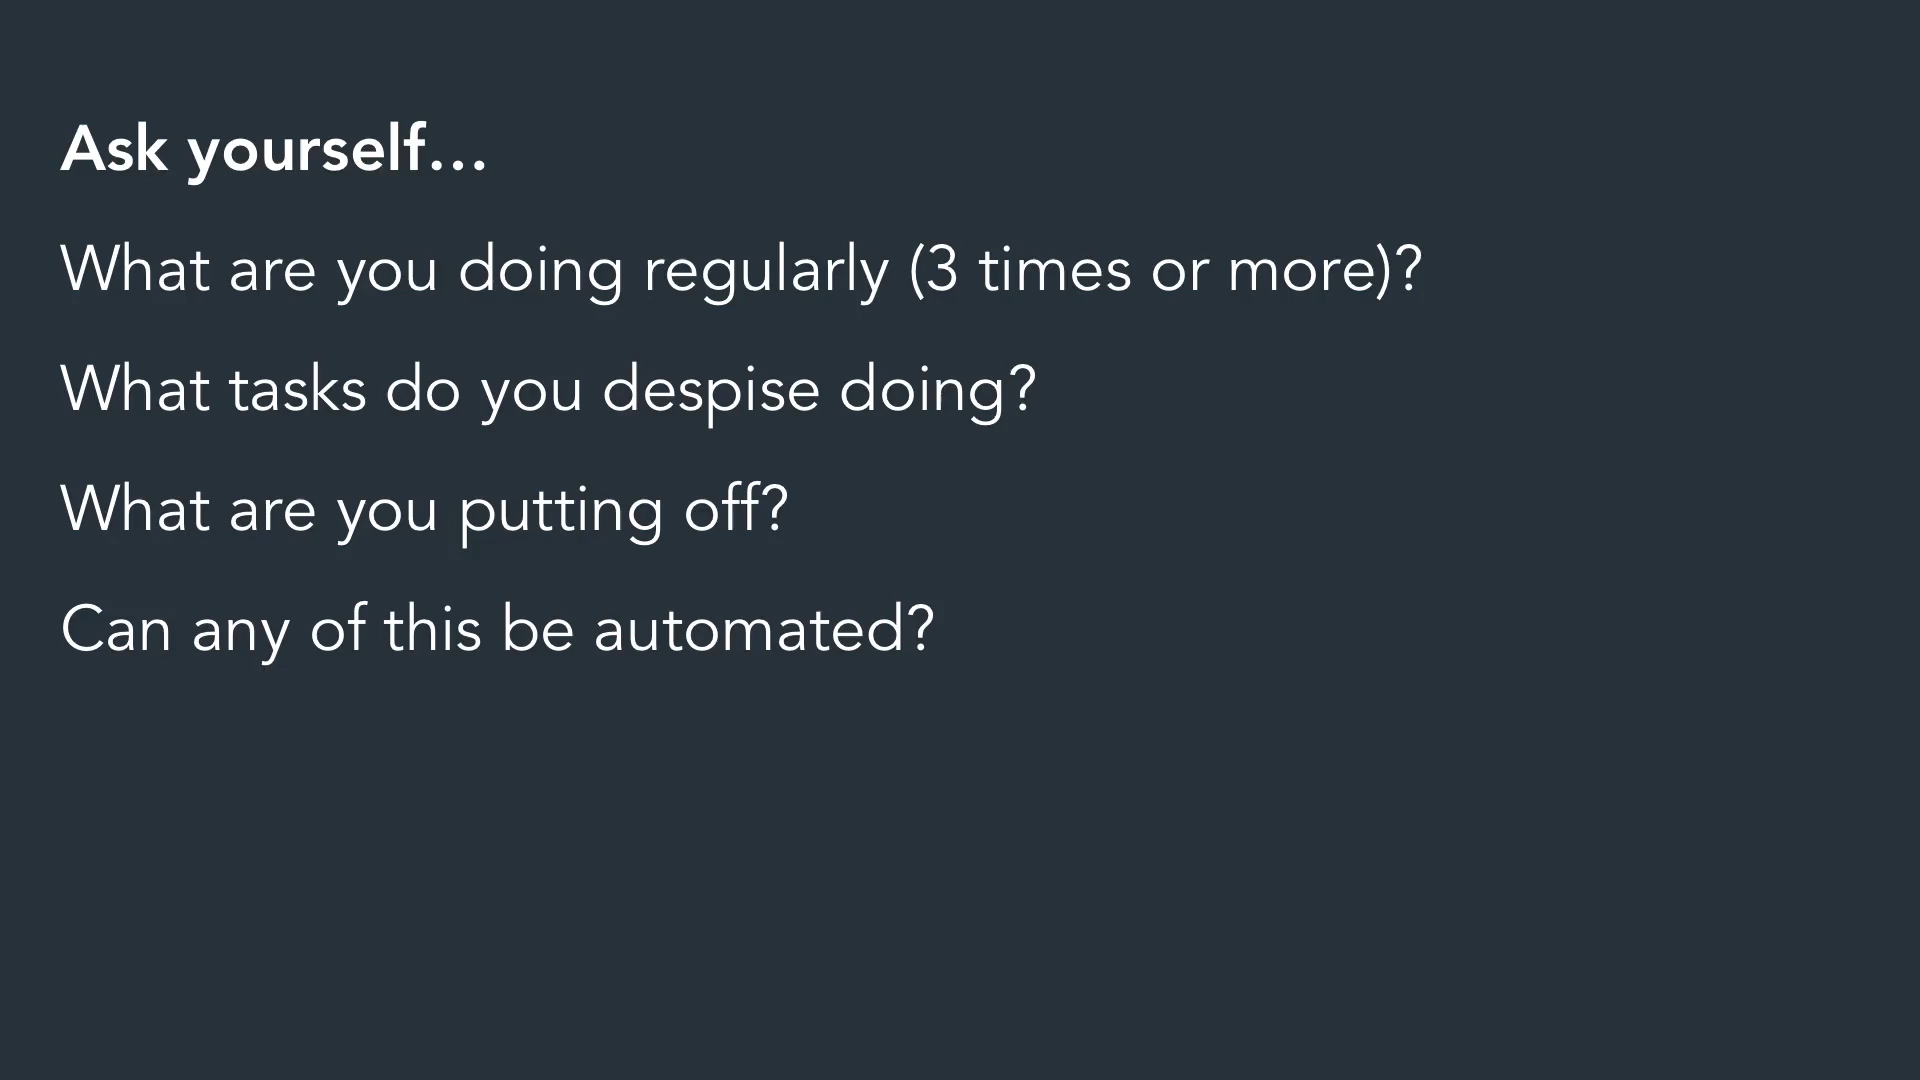 Ask yourself…
What are you doing regularly (3 times or more)?
What tasks do you despise doing?
What are you putting off?
Can any of this be automated?